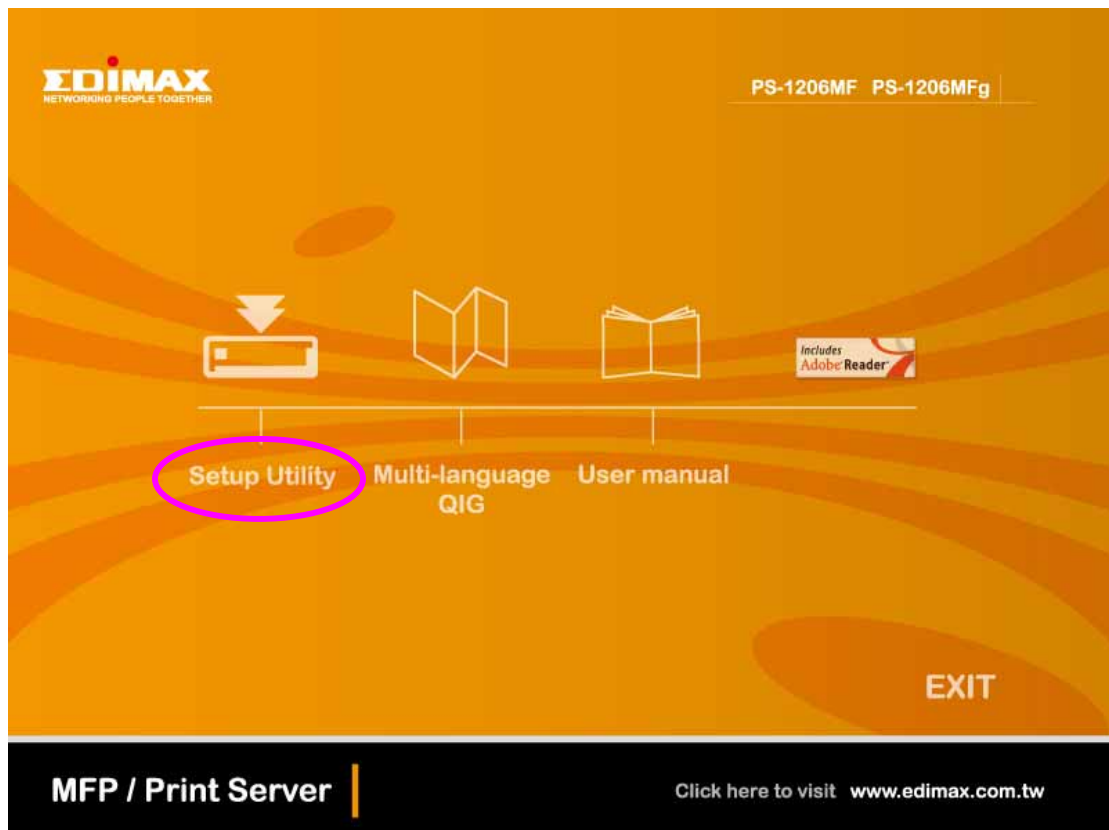 EDIMAX
NETWORKING PEOPLE TOGETHER
PS-1206MF PS-1206MFg
Includes
Adobe Reader
Setup Utility
Multi-language
QIG
User manual
EXIT
MFP / Print Server
Click here to visit www.edimax.com.tw